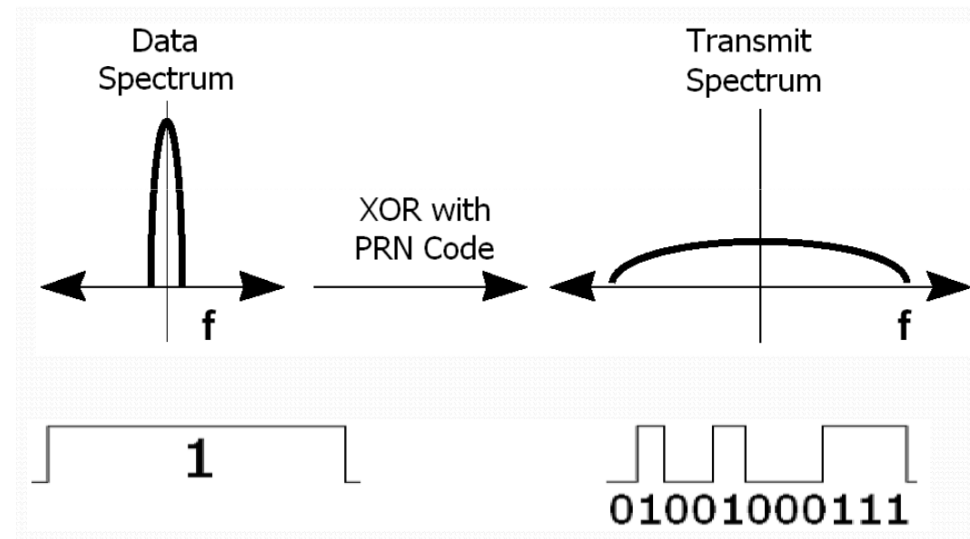 Data
Spectrum
Transmit
Spectrum
XOR with
PRN Code
f
f
1
01001000111